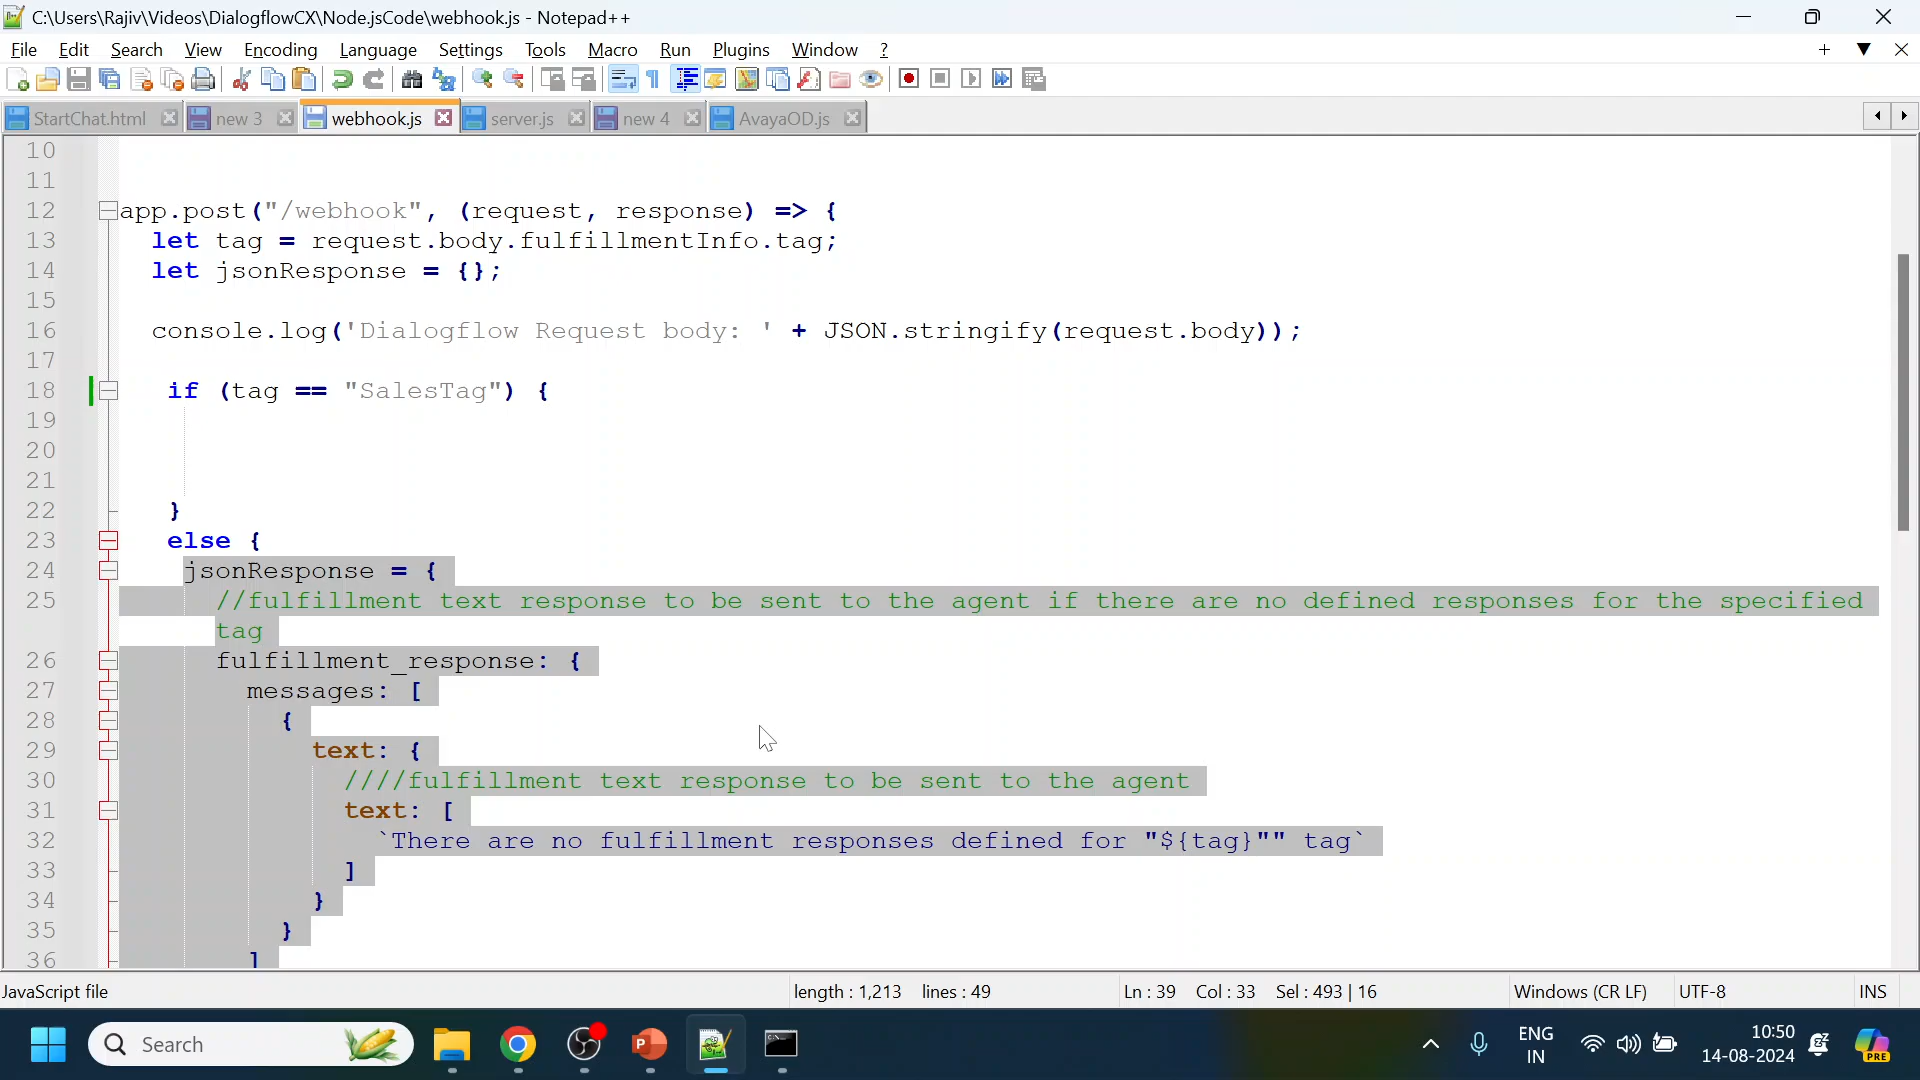 C:\Users\Rajiv\Videos\DialogflowCX\Node.jsCode\webhook.js - Notepad++
File Edit Search View Encoding Language Settings Tools Macro Run Plugins Window ?
StartChat.html new 3 webhook.js server.js new 4 AvayaOD.js
10
11
12 app.post("/webhook", (request, response) => {
13 let tag = request.body.fulfillmentInfo.tag;
14 let jsonResponse = {};
15
16 console.log('Dialogflow Request body: ' + JSON.stringify(request.body));
17
18 if (tag == "SalesTag") {
19
20
21
22 }
23 else {
24 jsonResponse = {
25 //fulfillment text response to be sent to the agent if there are no defined responses for the specified
tag
26 fulfillment_response: {
27 messages: [
28 {
29 text: {
30 ////fulfillment text response to be sent to the agent
31 text: [
32 `There are no fulfillment responses defined for "${tag}"" tag`
33 ]
34 }
35 }
36 ]
JavaScript file length : 1,213 lines : 49 Ln : 39 Col : 33 Sel : 493 | 16 Windows (CR LF) UTF-8 INS
Search ENG IN 10:50 14-08-2024 PRE